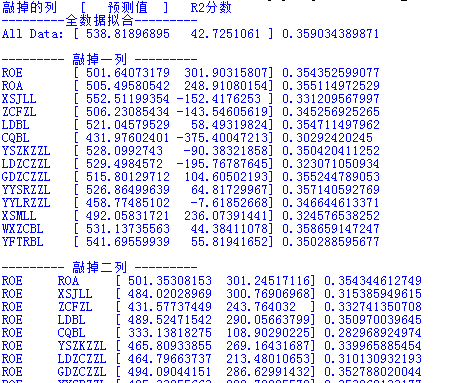 敲掉的列 [ 预测值 ] R2分数
---------全数据拟合---------
All Data: [ 538.81896895 42.7251061 ] 0.359034389871
--------- 敲掉一列 ---------
ROE [ 501.64073179 301.90315807] 0.354352599077
ROA [ 505.49580542 248.91080154] 0.355114972529
XSJLL [ 552.51199354 -152.4176253 ] 0.331209567997
ZCFZL [ 506.23085434 -143.54605619] 0.345256925265
LDBL [ 521.04579529 58.49319824] 0.354711497962
CQBL [ 431.97602401 -375.40047213] 0.30292420245
YSZKZZL [ 528.0992743 -90.38321858] 0.350420411252
LDZCZZL [ 529.4984572 -195.76787645] 0.323071050934
GDZCZZL [ 515.80129712 104.60502193] 0.355244789053
YYSRZZL [ 526.86499639 64.81729967] 0.357140592769
YYLRZZL [ 458.77485102 -7.61852668] 0.346644613371
XSMLL [ 492.05831721 236.07391441] 0.324576538252
WXZCBL [ 531.13735563 44.38411078] 0.358659147247
YFTRBL [ 541.69559939 55.81941652] 0.350288595677
--------- 敲掉二列 ---------
ROE ROA [ 501.35308153 301.24517116] 0.354344612749
ROE XSJLL [ 484.02028969 300.76906968] 0.315385949615
ROE ZCFZL [ 431.57737449 243.764032 ] 0.332741350708
ROE LDBL [ 489.52471542 290.05663799] 0.350970039645
ROE CQBL [ 333.13818275 108.90290225] 0.282968924974
ROE YSZKZZL [ 465.80933855 269.16431687] 0.339965885454
ROE LDZCZZL [ 464.79663737 213.48010653] 0.310130932193
ROE GDZCZZL [ 494.09044151 286.62991432] 0.352788020044